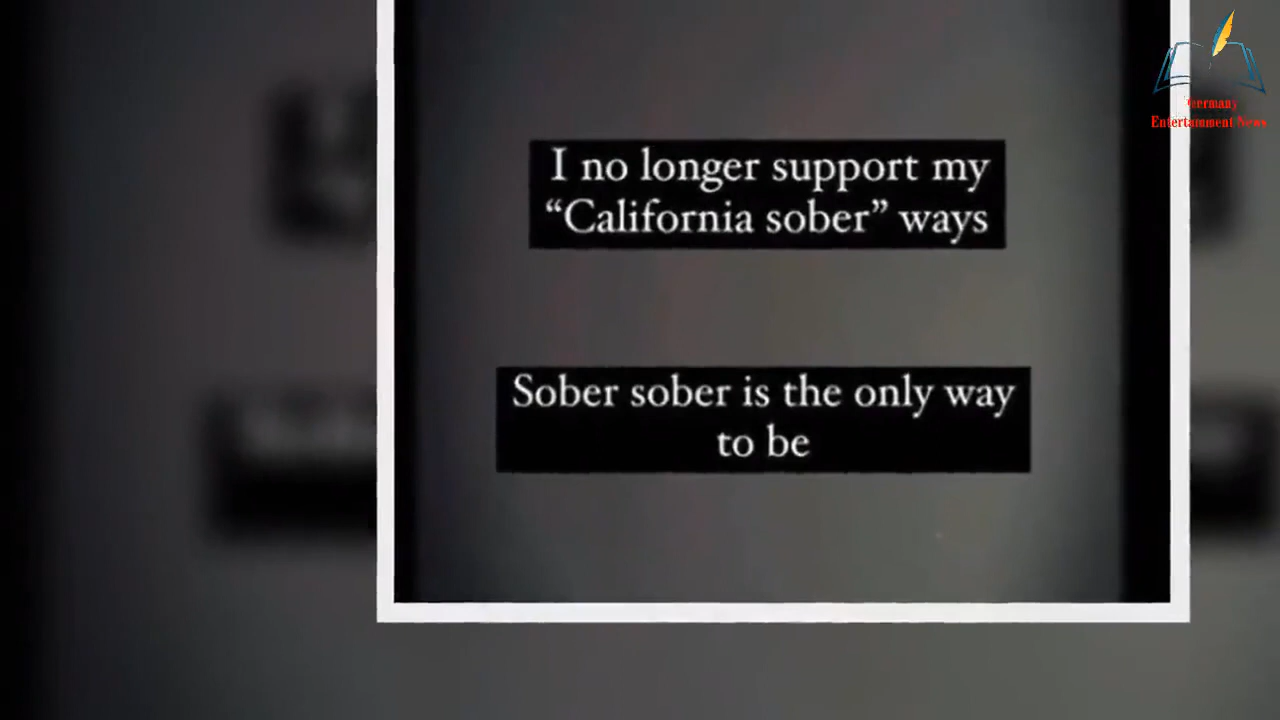 Germany
Entertainment News
I no longer support my
“California sober” ways
Sober sober is the only way
to be